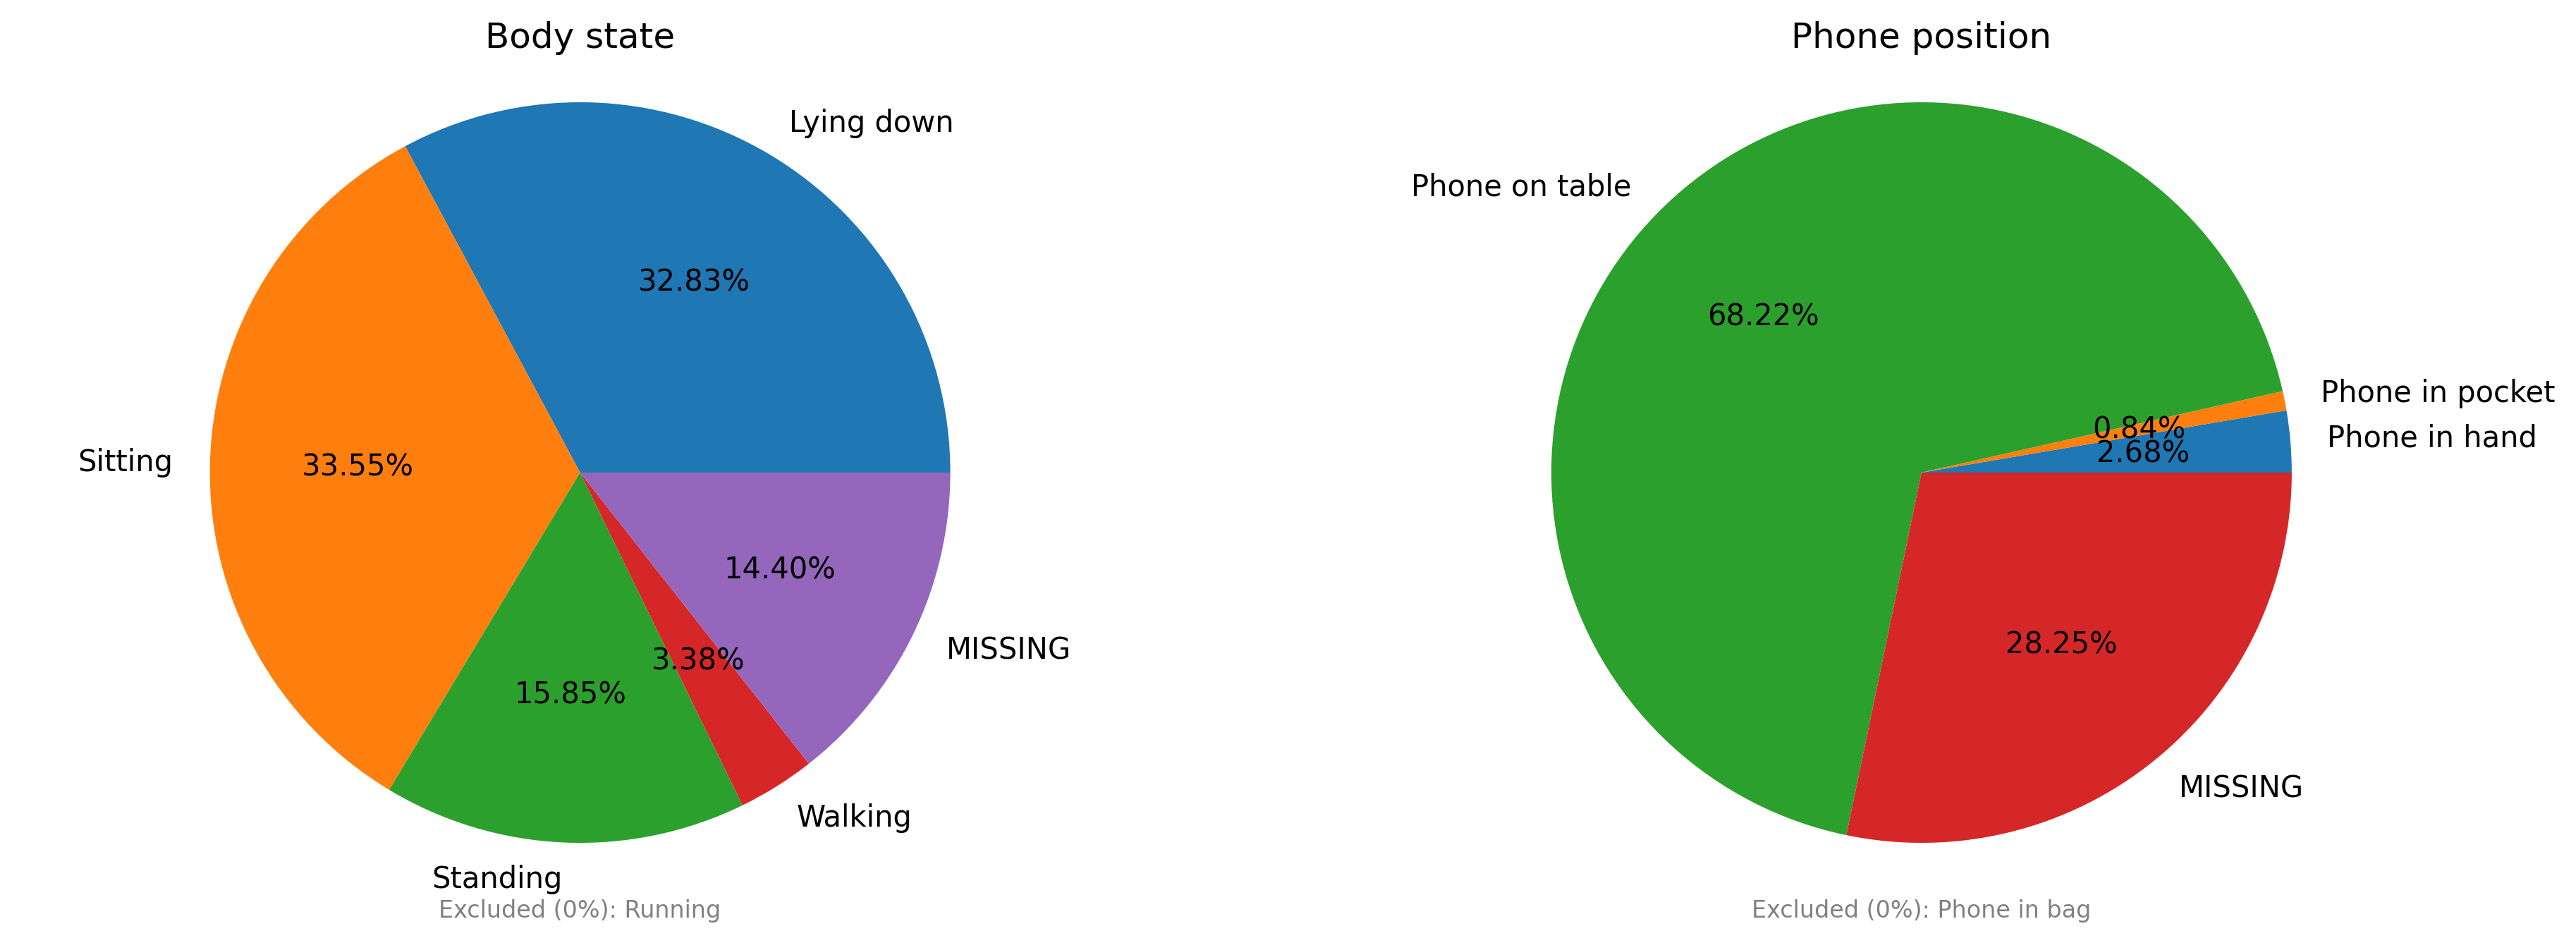 Body state
Lying down
32.83%
Sitting
33.55%
14.40%
MISSING
3.38%
15.85%
Walking
Standing
Excluded (0%): Running
Phone position
Phone on table
68.22%
Phone in pocket
0.84%
Phone in hand
2.68%
28.25%
MISSING
Excluded (0%): Phone in bag